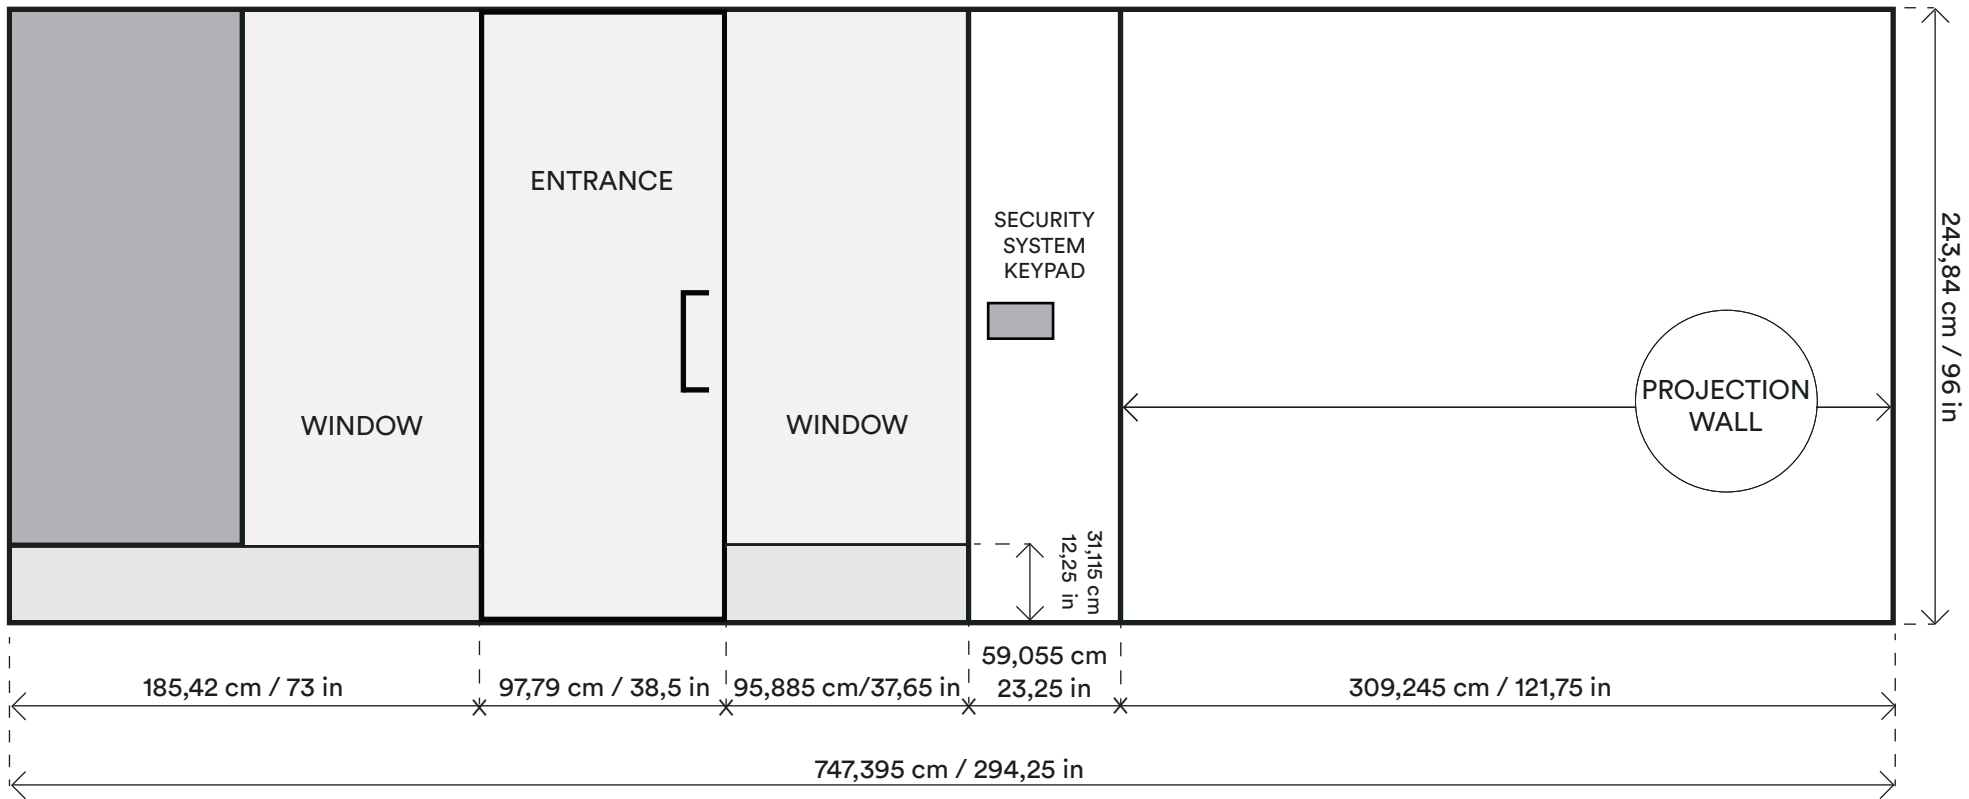 ENTRANCE
SECURITY
SYSTEM
KEYPAD
243,84 cm / 96 in
PROJECTION
WALL
WINDOW
WINDOW
31,115 cm
12,25 in
59,055 cm
23,25 in
185,42 cm / 73 in
97,79 cm / 38,5 in
95,885 cm/37,65 in
309,245 cm / 121,75 in
747,395 cm / 294,25 in